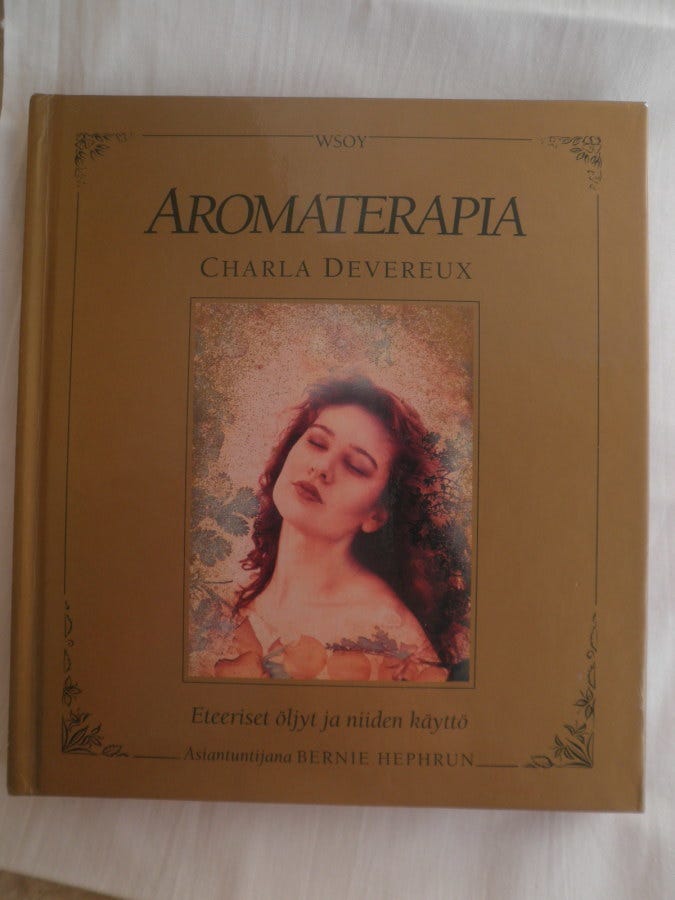 WSOY
AROMATERAPIA
CHARLA DEVEREUX
Eteeriset öljyt ja niiden käyttö
Asiantuntijana BERNIE HEPHRUN